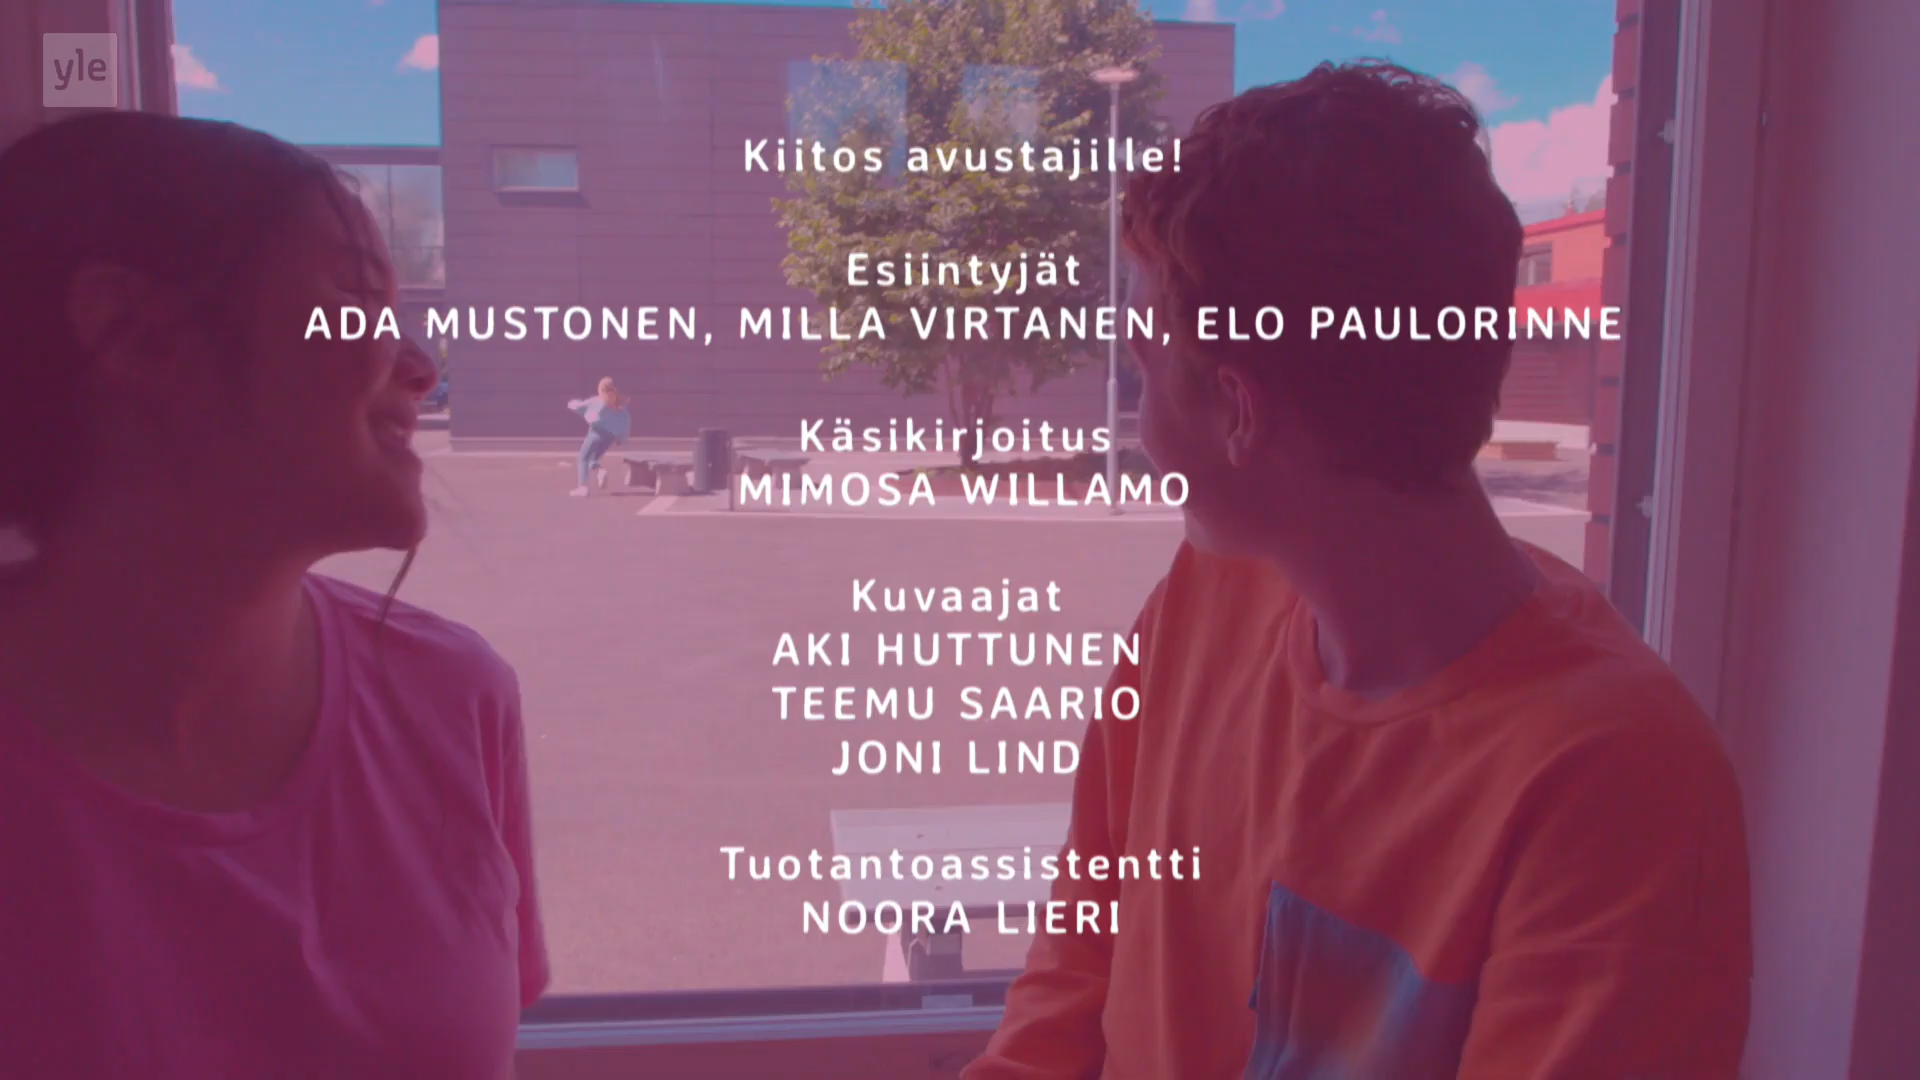 yle
Kiitos avustajille!
Esiintyjät
ADA MUSTONEN, MILLA VIRTANEN, ELO PAULORINNE
Käsikirjoitus
MIMOSA WILLAMO
Kuvaajat
AKI HUTTUNEN
TEEMU SAARIO
JONI LIND
Tuotantoassistentti
NOORA LIERI